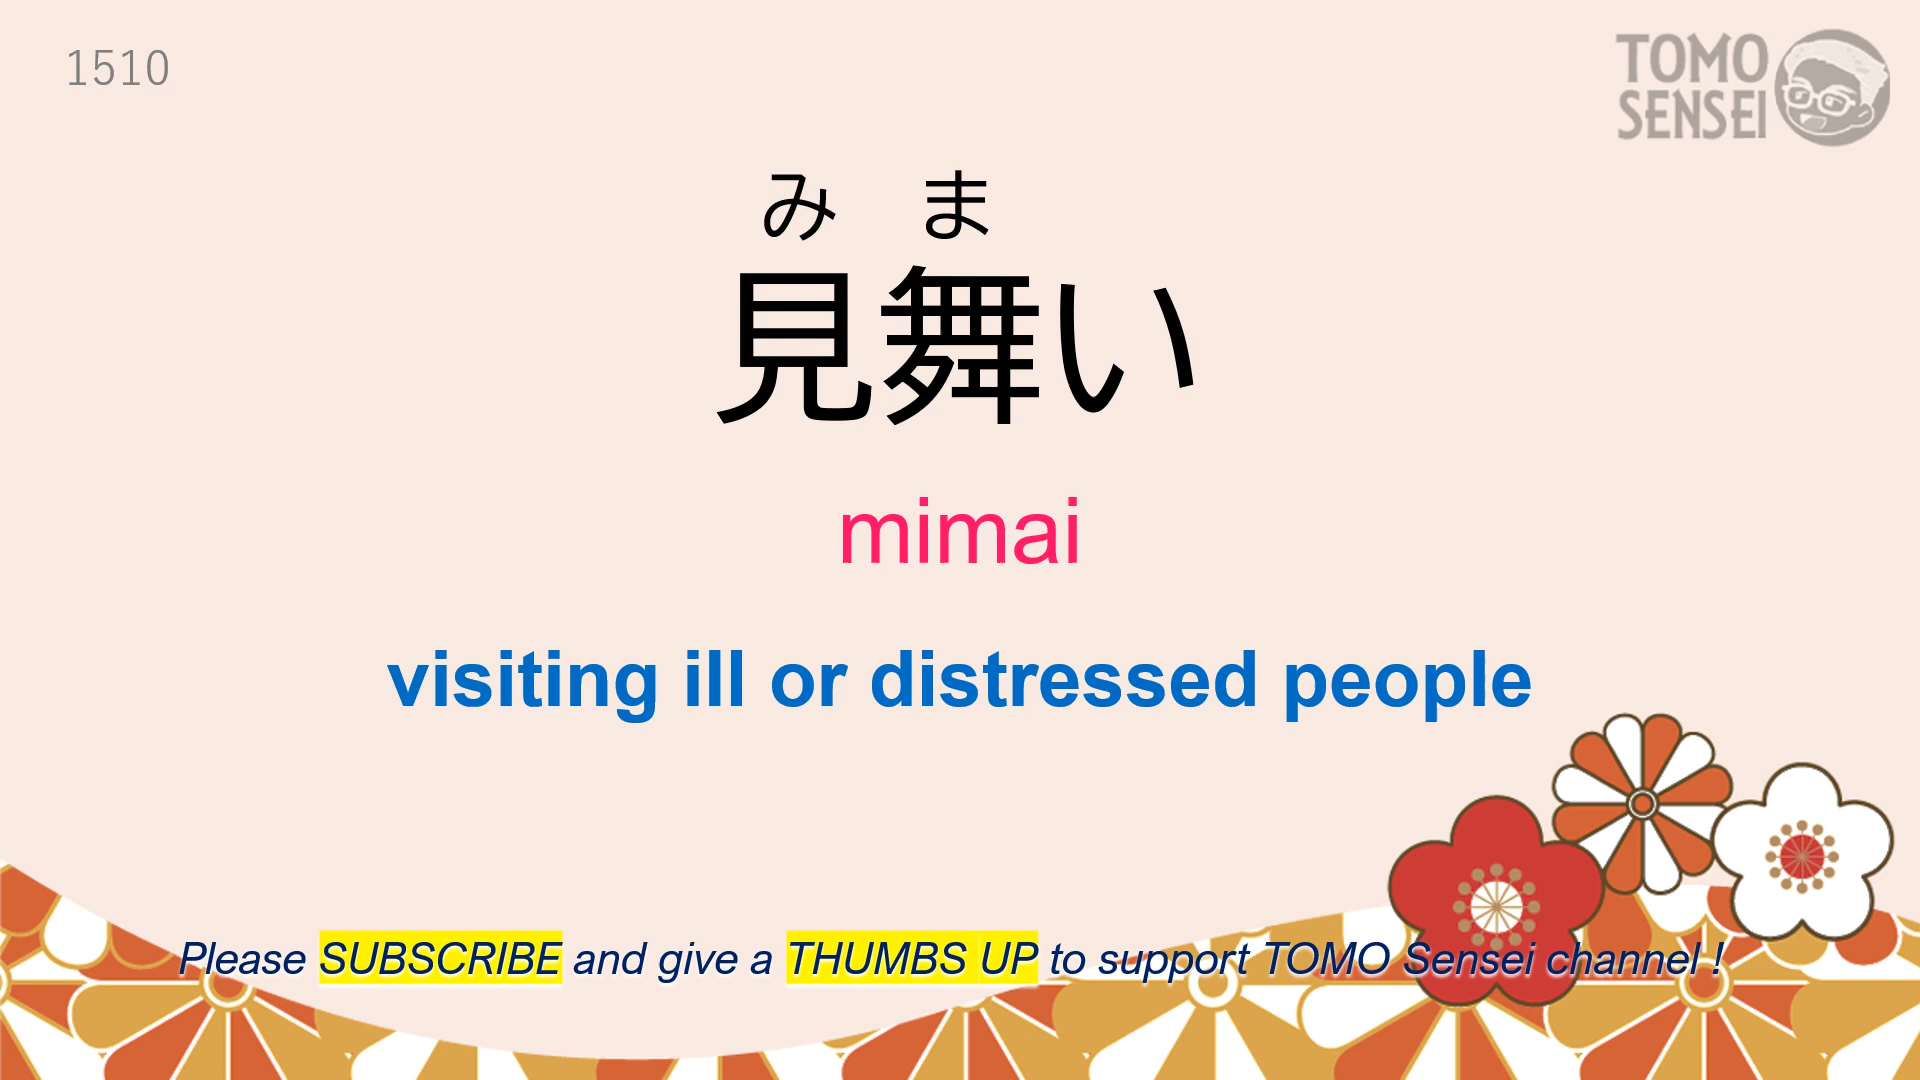 1510
TOMO
SENSEI
み ま
見舞い
mimai
visiting ill or distressed people
Please SUBSCRIBE and give a THUMBS UP to support TOMO Sensei channel !